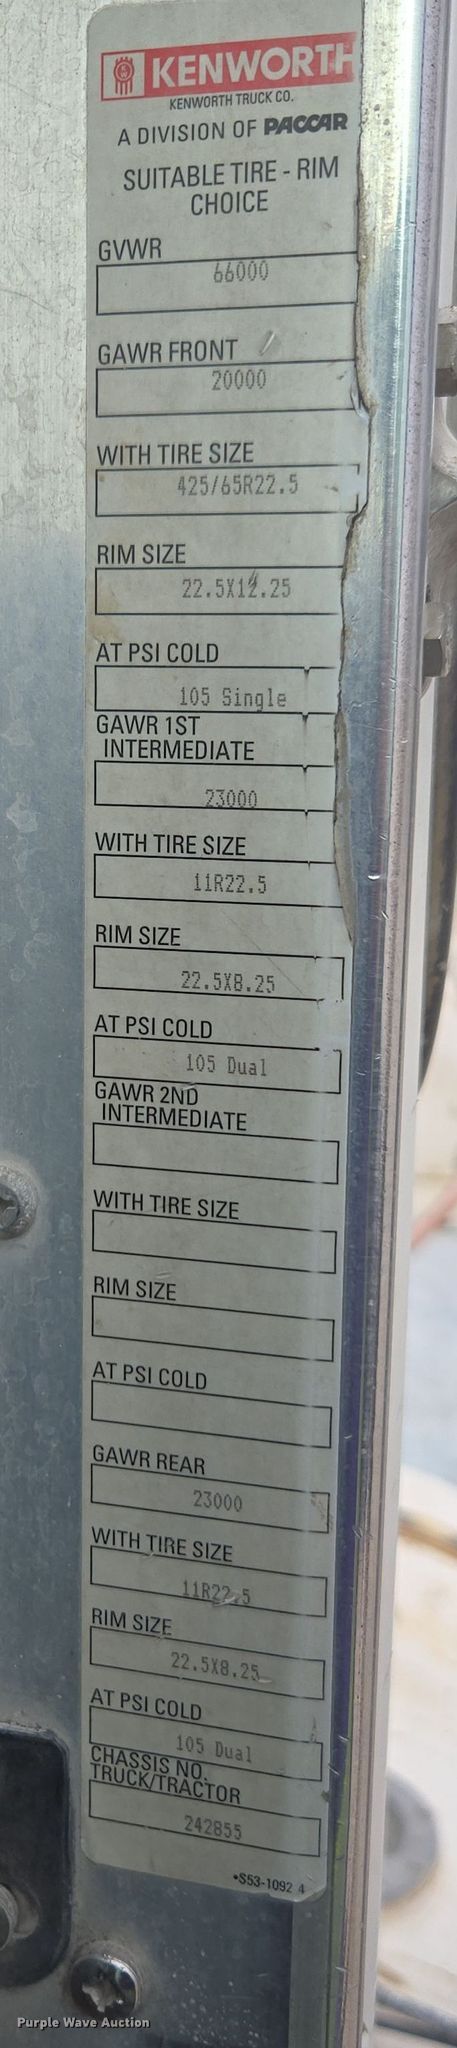 KENWORTH
KENWORTH TRUCK CO.
A DIVISION OF PACCAR
SUITABLE TIRE - RIM
CHOICE
GVWR
66000
GAWR FRONT
20000
WITH TIRE SIZE
425/65R22.5
RIM SIZE
22.5X12.25
AT PSI COLD
105 Single
GAWR 1ST
INTERMEDIATE
23000
WITH TIRE SIZE
11R22.5
RIM SIZE
22.5X8.25
AT PSI COLD
105 Dual
GAWR 2ND
INTERMEDIATE
WITH TIRE SIZE
RIM SIZE
AT PSI COLD
GAWR REAR
23000
WITH TIRE SIZE
11R22.5
RIM SIZE
22.5X8.25
AT PSI COLD
105 Dual
CHASSIS NO.
TRUCK/TRACTOR
242855
•S53-1092 4
Purple Wave Auction